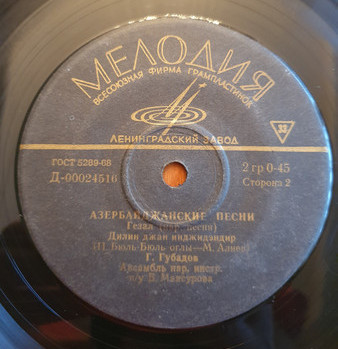 МЕЛОДИЯ
ВСЕСОЮЗНАЯ ФИРМА ГРАМПЛАСТИНОК
ЛЕНИНГРАДСКИЙ ЗАВОД
33
ГОСТ 5289-68
Д-00024516
2 гр 0-45
Сторона 2
АЗЕРБАЙДЖАНСКИЕ ПЕСНИ
Дилин джан инджидандир
Бюль-Бюль оглы—М. Алиев)
Г. Губадов
Ансамбль нар. инстр.
п/у Мансурова